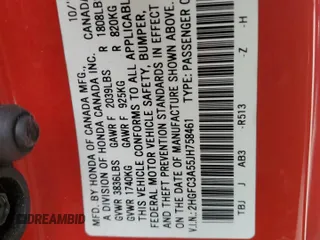 MFD. BY HONDA OF CANADA MFG., 10/
A DIVISION OF HONDA CANADA INC.
GVWR 3836LBS GAWR F 2039LBS R 1808LB
GVWR 1740KG GAWR F 925KG R 820KG
THIS VEHICLE CONFORMS TO ALL APPLICABLE
FEDERAL MOTOR VEHICLE SAFETY, BUMPER,
AND THEFT PREVENTION STANDARDS IN EFFECT
ON THE DATE OF MANUFACTURE SHOWN ABOVE.
V.I.N.: 2HGFC3A55JH758461 TYPE: PASSENGER C
TBJ J AB3 -R513 -Z -H
©DREAMBID